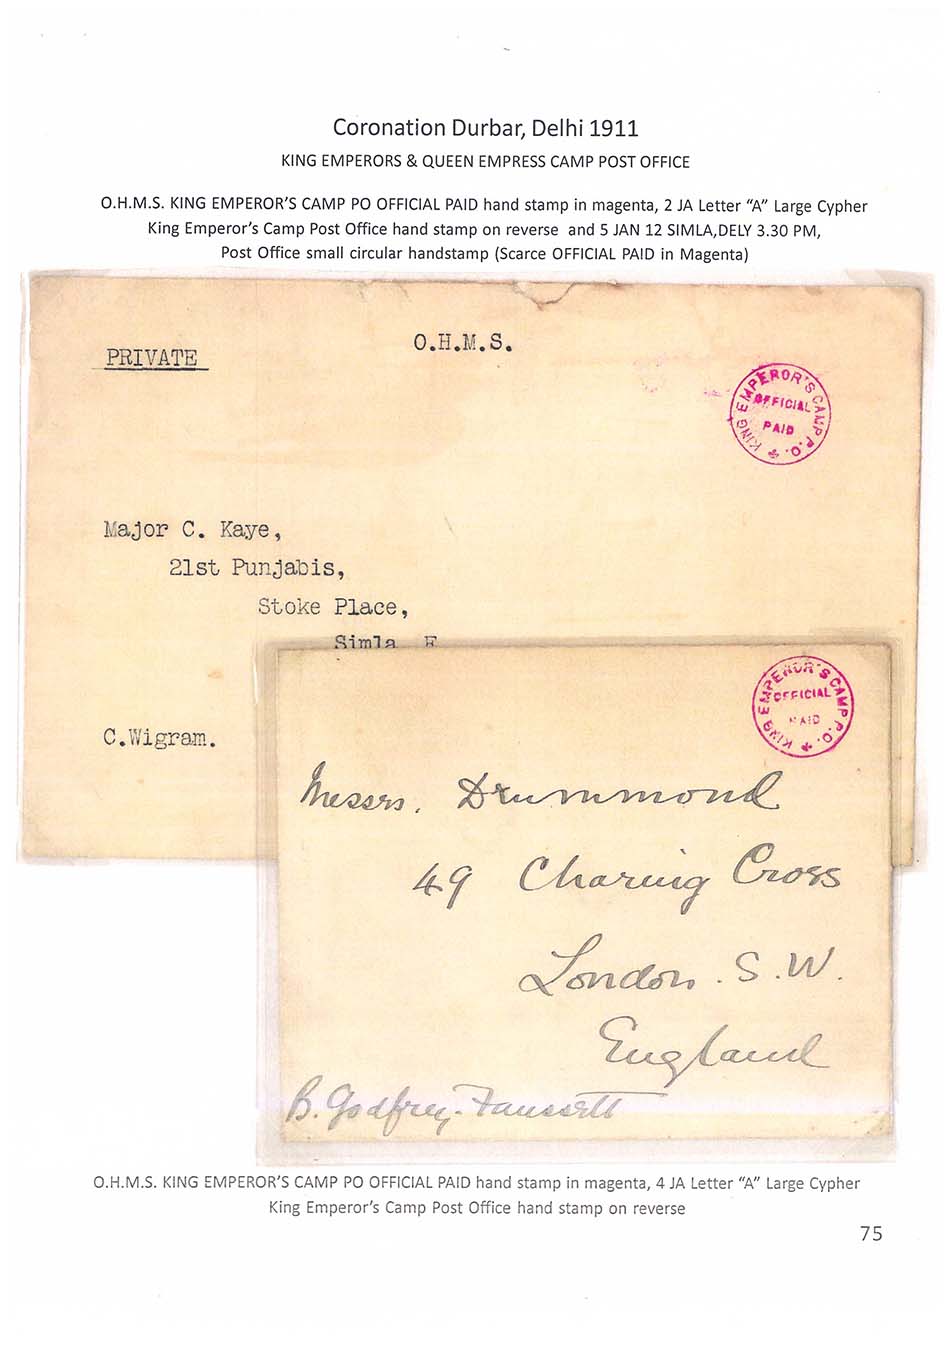 Coronation Durbar, Delhi 1911
KING EMPERORS & QUEEN EMPRESS CAMP POST OFFICE
O.H.M.S. KING EMPEROR'S CAMP PO OFFICIAL PAID hand stamp in magenta, 2 JA Letter "A" Large Cypher
King Emperor's Camp Post Office hand stamp on reverse and 5 JAN 12 SIMLA,DELY 3.30 PM,
Post Office small circular handstamp (Scarce OFFICIAL PAID in Magenta)
O.H.M.S.
PRIVATE
KING EMPEROR'S CAMP P.O.
OFFICIAL
PAID
Major C. Kaye,
21st Punjabis,
Stoke Place,
Simla E
C.Wigram.
KING EMPEROR'S CAMP P.O.
OFFICIAL
PAID
Messrs. Drummond
49 Charing Cross
London. S.W.
England
B. Godfrey-Faussett
O.H.M.S. KING EMPEROR'S CAMP PO OFFICIAL PAID hand stamp in magenta, 4 JA Letter "A" Large Cypher
King Emperor's Camp Post Office hand stamp on reverse
75